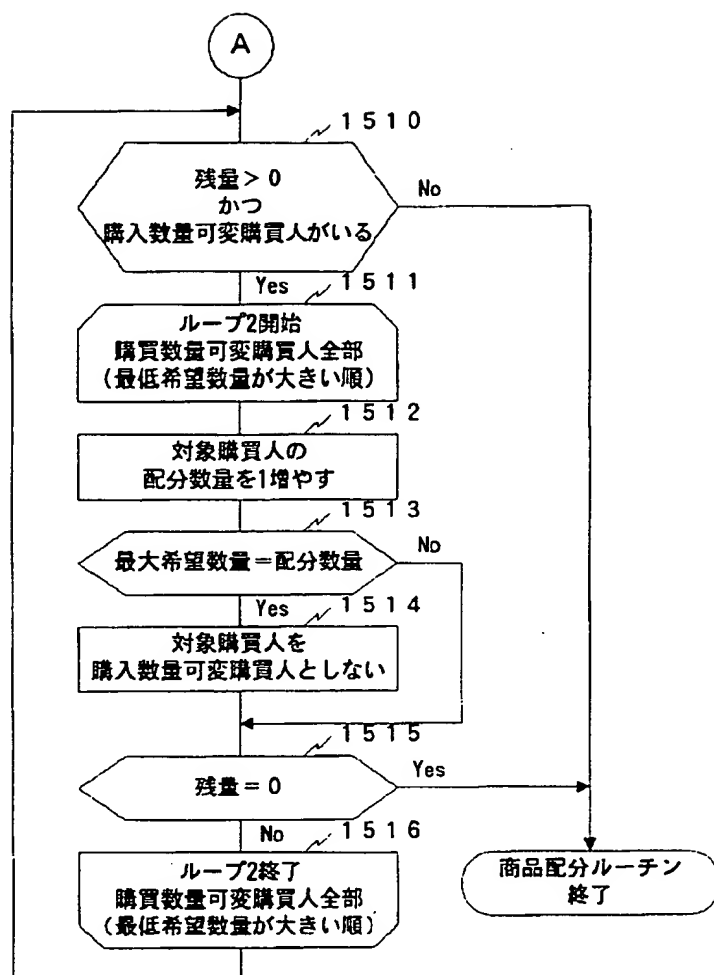 A
1510
残量＞0
かつ
購入数量可変購買人がいる
No
Yes
1511
ループ2開始
購買数量可変購買人全部
（最低希望数量が大きい順）
1512
対象購買人の
配分数量を1増やす
1513
最大希望数量＝配分数量
No
Yes
1514
対象購買人を
購入数量可変購買人としない
1515
残量＝0
Yes
No
1516
ループ2終了
購買数量可変購買人全部
（最低希望数量が大きい順）
商品配分ルーチン
終了